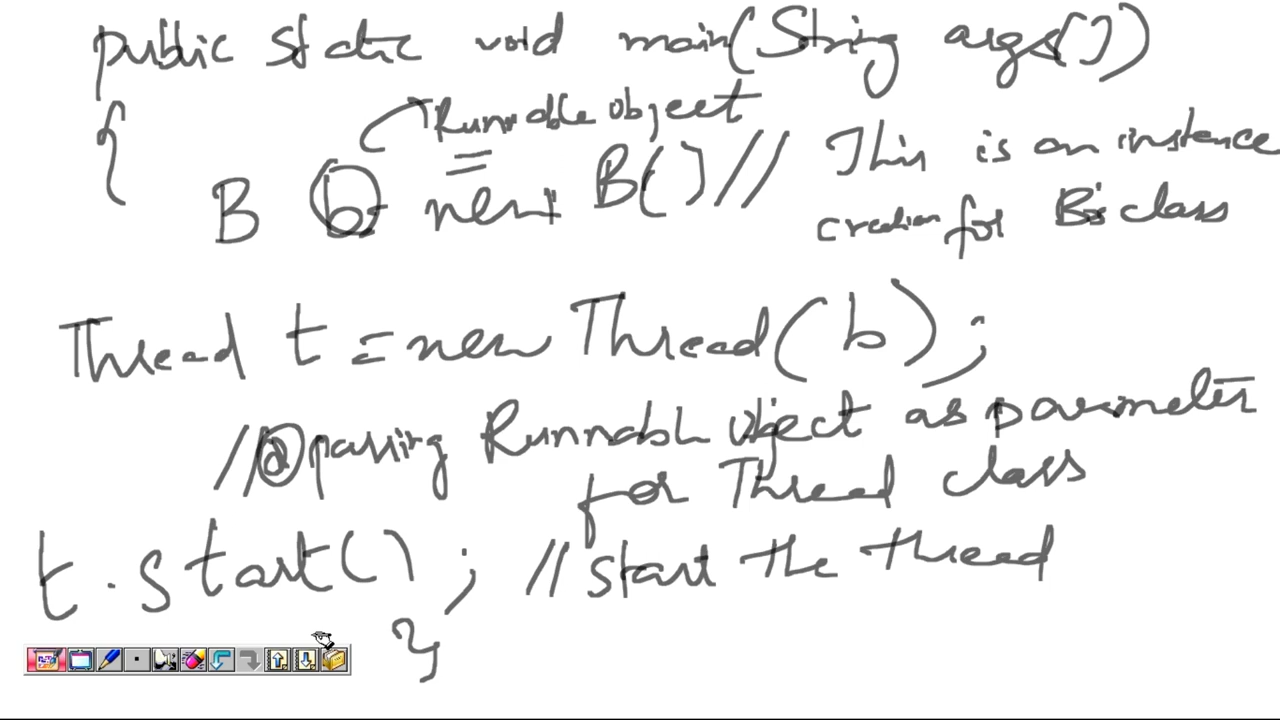 public static void main(String args[])
{
Runnable object
B b = new B() // This is an instance
creation for B's class
Thread t = new Thread(b);
// passing Runnable object as parameter
for Thread class
t.start(); // start the thread
}